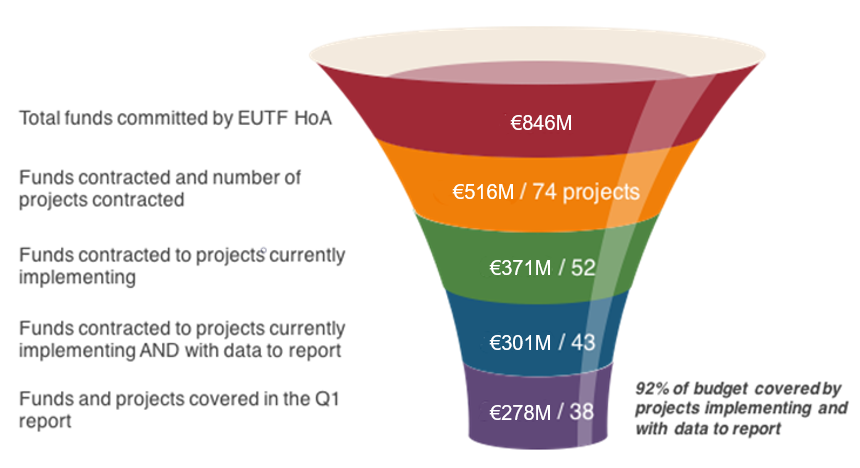 Total funds committed by EUTF HoA
€846M
Funds contracted and number of
projects contracted
€516M / 74 projects
Funds contracted to projects currently
implementing
€371M / 52
Funds contracted to projects currently
implementing AND with data to report
€301M / 43
Funds and projects covered in the Q1
report
€278M / 38
92% of budget covered by
projects implementing and
with data to report